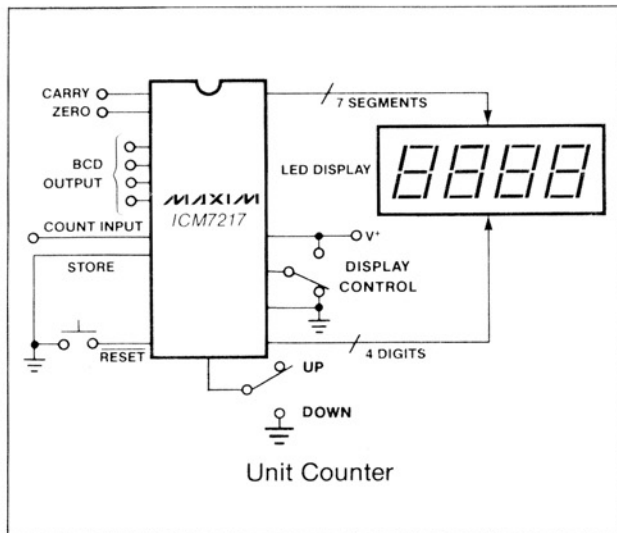 CARRY
ZERO
7 SEGMENTS
BCD
OUTPUT
LED DISPLAY
8888
MAXIM
ICM7217
COUNT INPUT
V+
STORE
DISPLAY
CONTROL
RESET
4 DIGITS
UP
DOWN
Unit Counter